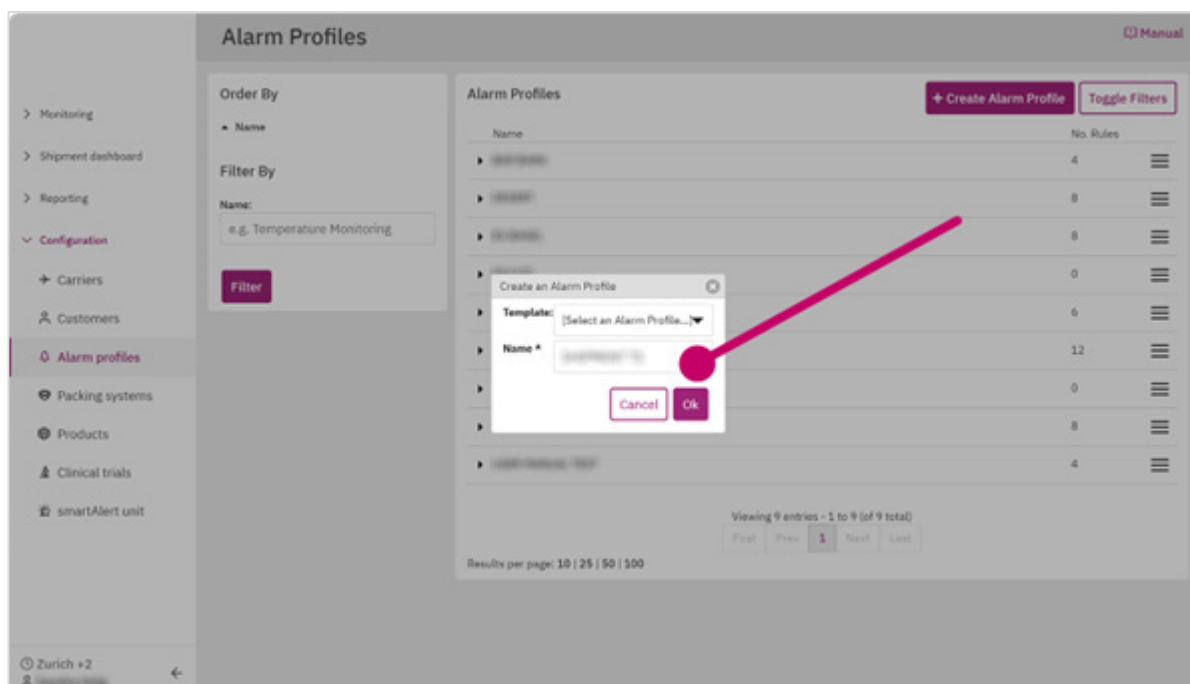 Alarm Profiles
Manual
Monitoring
Shipment dashboard
Reporting
Configuration
Carriers
Customers
Alarm profiles
Packing systems
Products
Clinical trials
smartAlert unit
Zurich +2
Order By
Name
Filter By
Name:
e.g. Temperature Monitoring
Filter
Alarm Profiles
+ Create Alarm Profile
Toggle Filters
Name No. Rules
4
8
8
0
6
12
0
8
4
Create an Alarm Profile
Template: [Select an Alarm Profile...]
Name *
Cancel Ok
Viewing 9 entries - 1 to 9 (of 9 total)
First Prev 1 Next Last
Results per page: 10 | 25 | 50 | 100